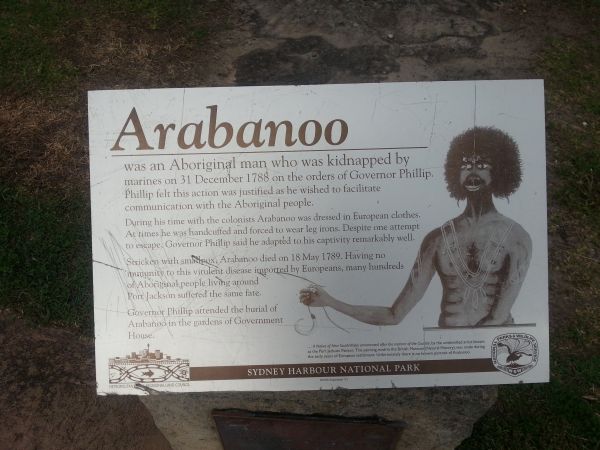 Arabanoo
was an Aboriginal man who was kidnapped by
marines on 31 December 1788 on the orders of Governor Phillip.
Phillip felt this action was justified as he wished to facilitate
communication with the Aboriginal people.
During his time with the colonists Arabanoo was dressed in European clothes.
At times he was handcuffed and forced to wear leg irons. Despite one attempt
to escape, Governor Phillip said he adapted to his captivity remarkably well.
Stricken with smallpox, Arabanoo died on 18 May 1789. Having no
immunity to this virulent disease imported by Europeans, many hundreds
of Aboriginal people living around
Port Jackson suffered the same fate.
Governor Phillip attended the burial of
Arabanoo in the gardens of Government
House.
METROPOLITAN LOCAL ABORIGINAL LAND COUNCIL
SYDNEY HARBOUR NATIONAL PARK